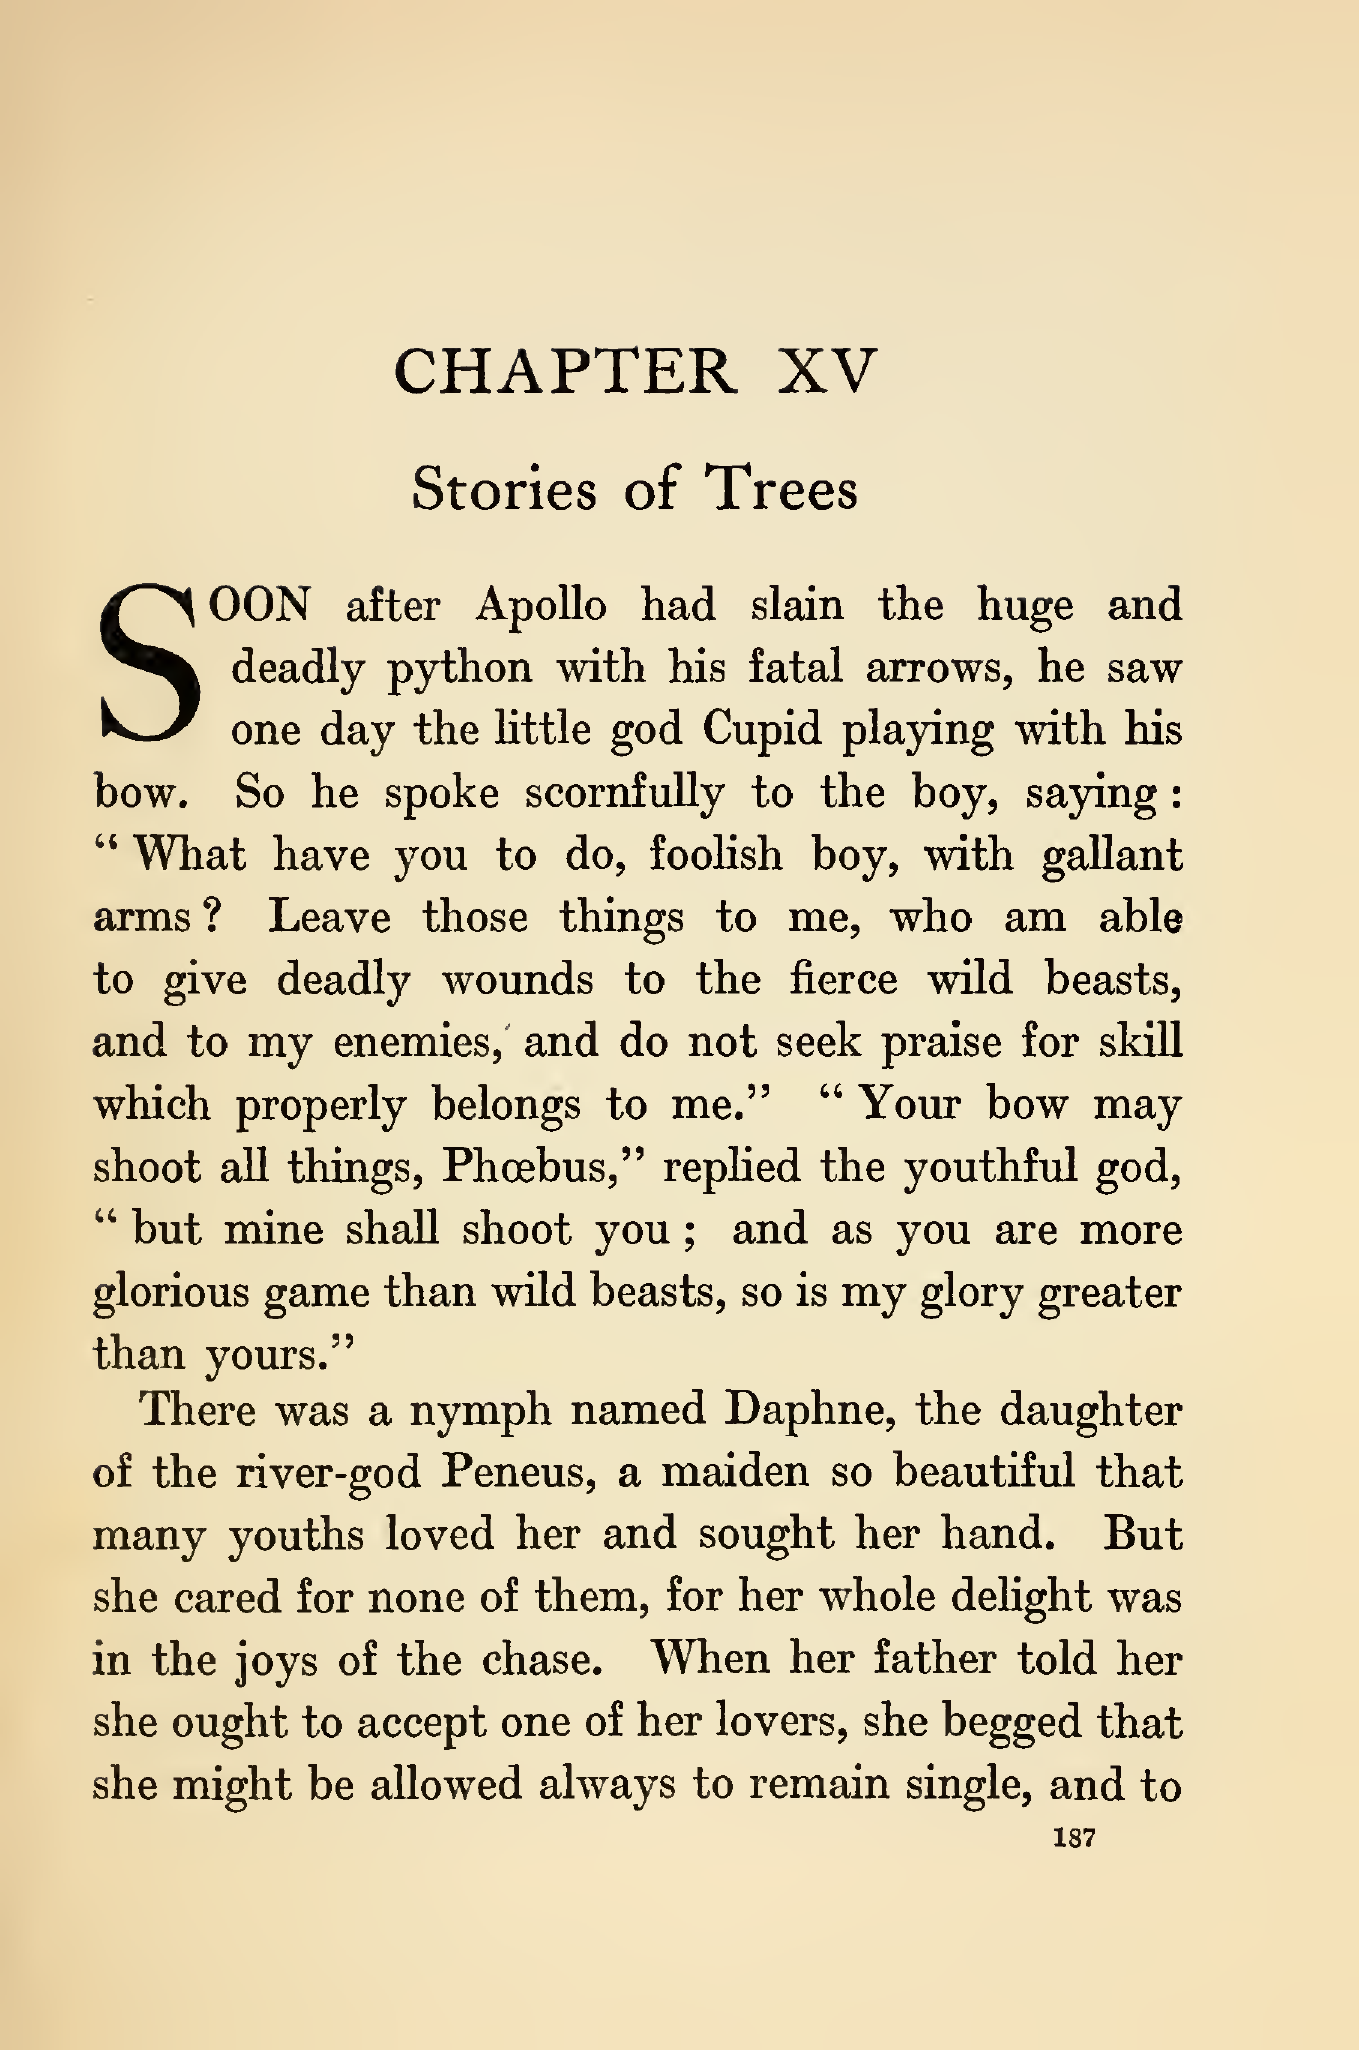 CHAPTER XV
Stories of Trees
SOON after Apollo had slain the huge and
deadly python with his fatal arrows, he saw
one day the little god Cupid playing with his
bow. So he spoke scornfully to the boy, saying :
“ What have you to do, foolish boy, with gallant
arms ? Leave those things to me, who am able
to give deadly wounds to the fierce wild beasts,
and to my enemies, and do not seek praise for skill
which properly belongs to me.” “ Your bow may
shoot all things, Phœbus,” replied the youthful god,
“ but mine shall shoot you ; and as you are more
glorious game than wild beasts, so is my glory greater
than yours.”
There was a nymph named Daphne, the daughter
of the river-god Peneus, a maiden so beautiful that
many youths loved her and sought her hand. But
she cared for none of them, for her whole delight was
in the joys of the chase. When her father told her
she ought to accept one of her lovers, she begged that
she might be allowed always to remain single, and to
187